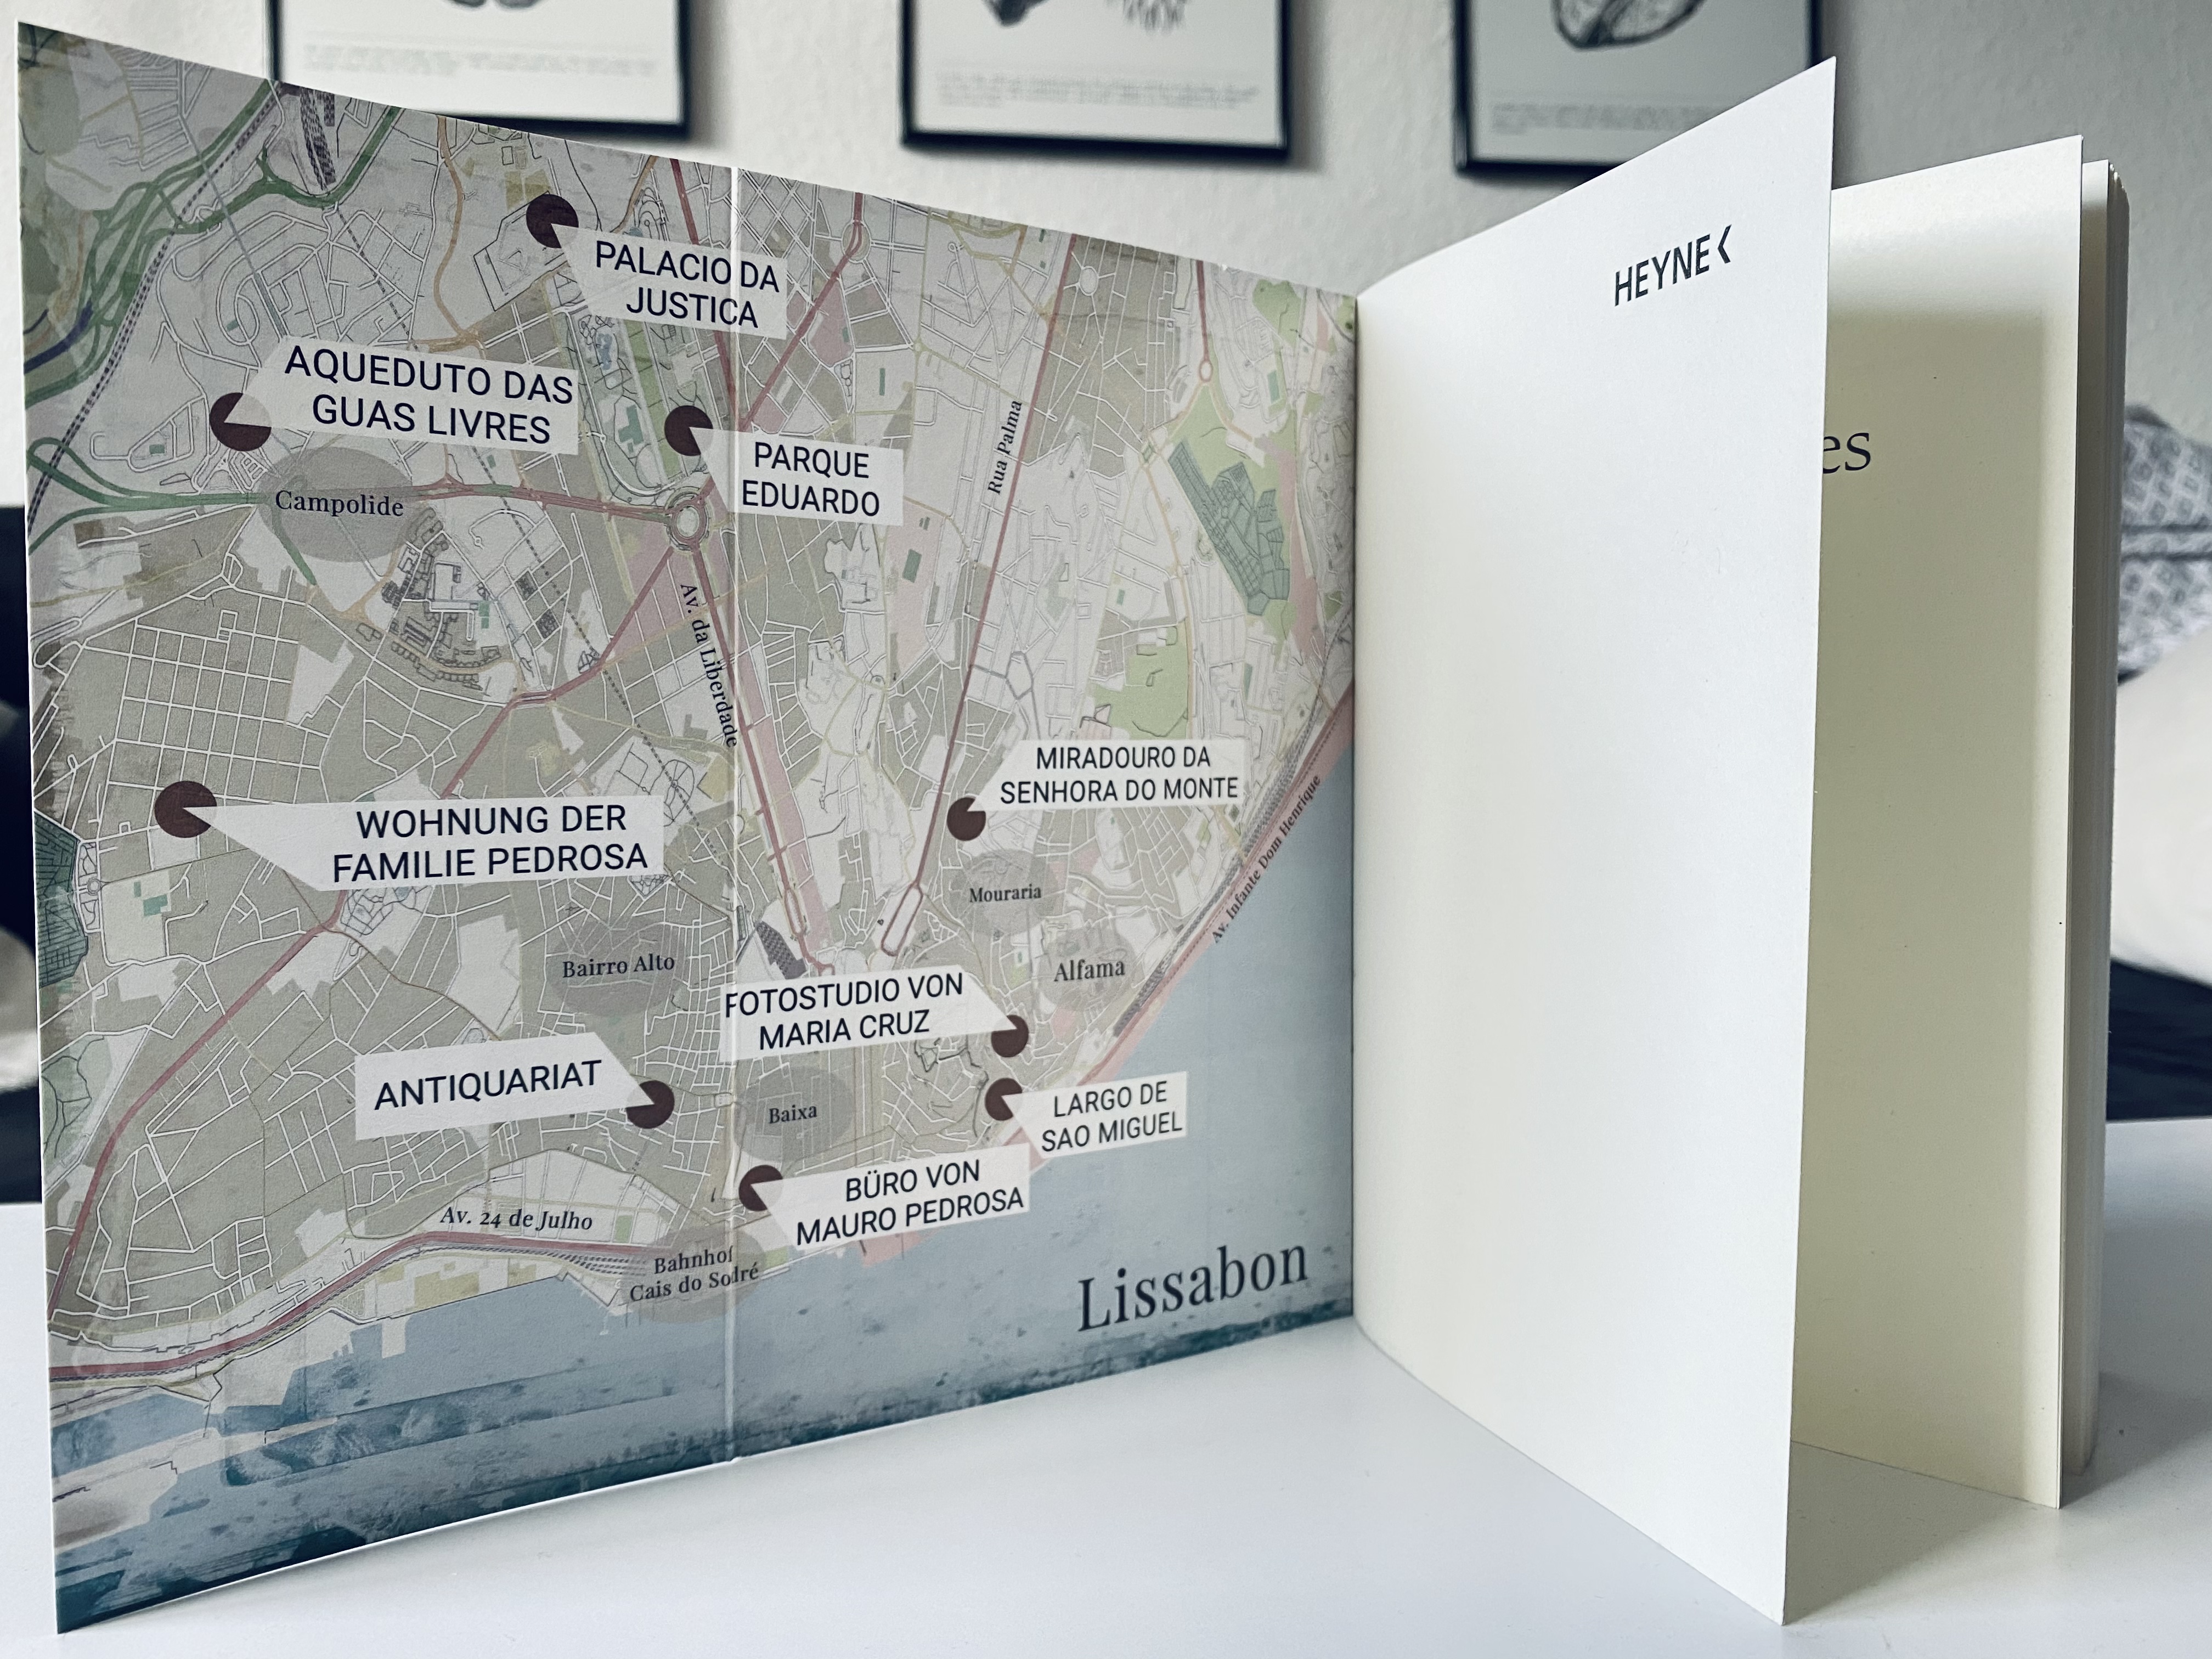 PALACIO DA
JUSTICA
AQUEDUTO DAS
GUAS LIVRES
PARQUE
EDUARDO
Campolide
Rua Palma
Av. da Liberdade
MIRADOURO DA
SENHORA DO MONTE
WOHNUNG DER
FAMILIE PEDROSA
Mouraria
Av. Infante Dom Henrique
Bairro Alto
Alfama
FOTOSTUDIO VON
MARIA CRUZ
ANTIQUARIAT
Baixa
LARGO DE
SAO MIGUEL
BÜRO VON
MAURO PEDROSA
Av. 24 de Julho
Bahnhof
Cais do Sodré
Lissabon
HEYNE <
es